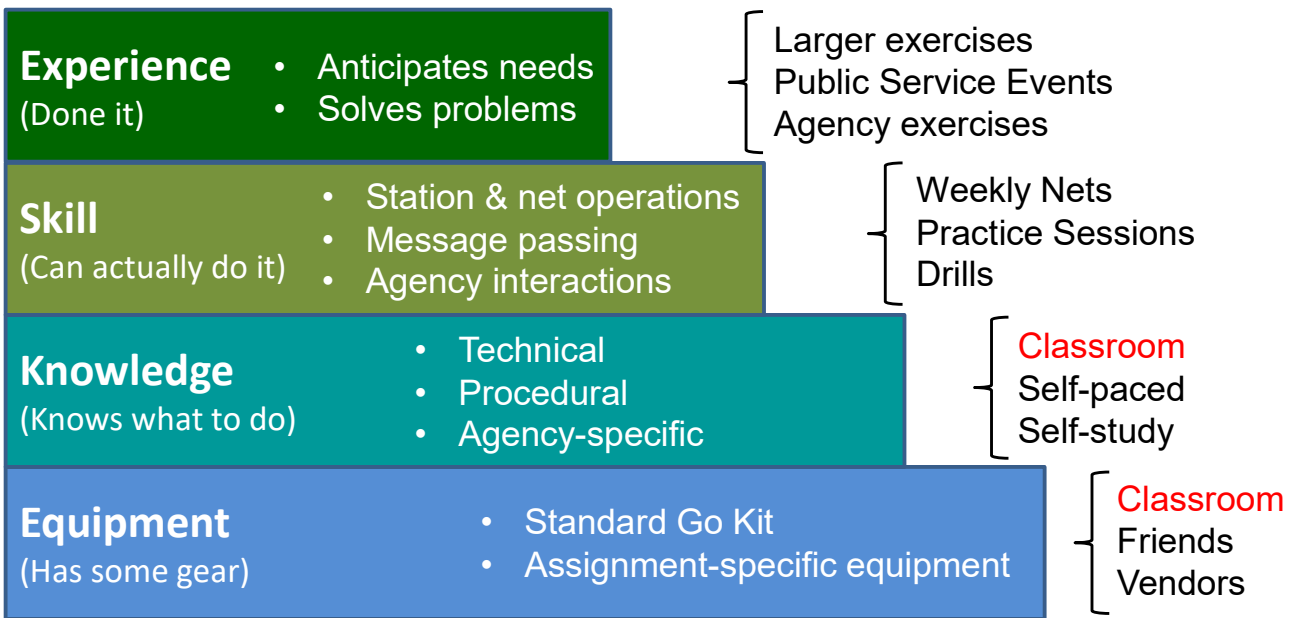 Experience
(Done it)
• Anticipates needs
• Solves problems
Larger exercises
Public Service Events
Agency exercises
Skill
(Can actually do it)
• Station & net operations
• Message passing
• Agency interactions
Weekly Nets
Practice Sessions
Drills
Knowledge
(Knows what to do)
• Technical
• Procedural
• Agency-specific
Classroom
Self-paced
Self-study
Equipment
(Has some gear)
• Standard Go Kit
• Assignment-specific equipment
Classroom
Friends
Vendors